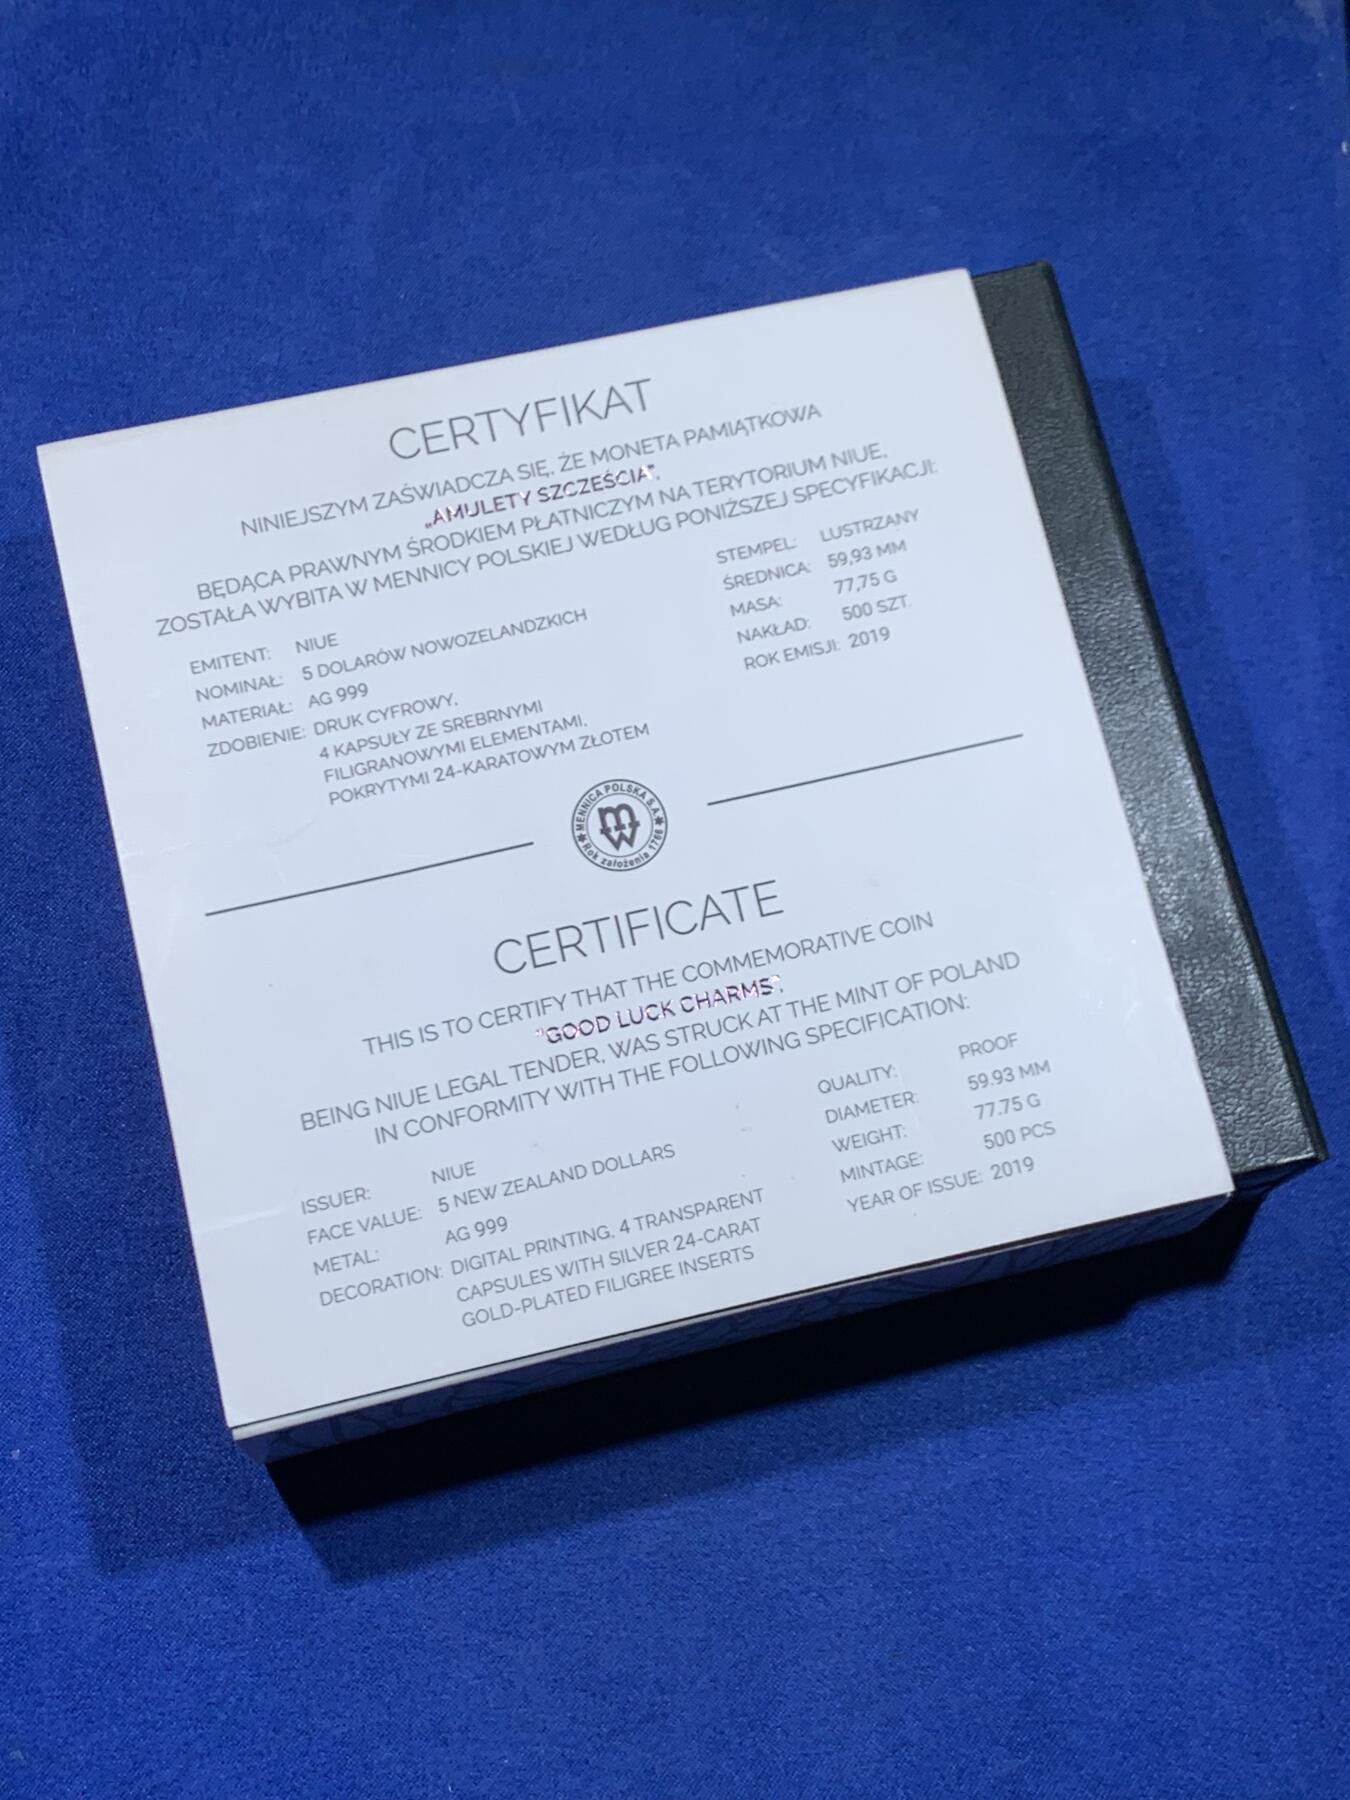 CERTYFIKAT
NINIEJSZYM ZAŚWIADCZA SIĘ, ŻE MONETA PAMIĄTKOWA
„AMULETY SZCZĘŚCIA",
BĘDĄCA PRAWNYM ŚRODKIEM PŁATNICZYM NA TERYTORIUM NIUE,
ZOSTAŁA WYBITA W MENNICY POLSKIEJ WEDŁUG PONIŻSZEJ SPECYFIKACJI:
EMITENT: NIUE
NOMINAŁ: 5 DOLARÓW NOWOZELANDZKICH
MATERIAŁ: AG 999
ZDOBIENIE: DRUK CYFROWY,
4 KAPSUŁY ZE SREBRNYMI
FILIGRANOWYMI ELEMENTAMI,
POKRYTYMI 24-KARATOWYM ZŁOTEM
STEMPEL: LUSTRZANY
ŚREDNICA: 59,93 MM
MASA: 77,75 G
NAKŁAD: 500 SZT.
ROK EMISJI: 2019
MENNICA POLSKA S.A.
MW
Rok założenia 1766
CERTIFICATE
THIS IS TO CERTIFY THAT THE COMMEMORATIVE COIN
"GOOD LUCK CHARMS",
BEING NIUE LEGAL TENDER, WAS STRUCK AT THE MINT OF POLAND
IN CONFORMITY WITH THE FOLLOWING SPECIFICATION:
ISSUER: NIUE
FACE VALUE: 5 NEW ZEALAND DOLLARS
METAL: AG 999
DECORATION: DIGITAL PRINTING, 4 TRANSPARENT
CAPSULES WITH SILVER 24-CARAT
GOLD-PLATED FILIGREE INSERTS
QUALITY: PROOF
DIAMETER: 59.93 MM
WEIGHT: 77.75 G
MINTAGE: 500 PCS
YEAR OF ISSUE: 2019